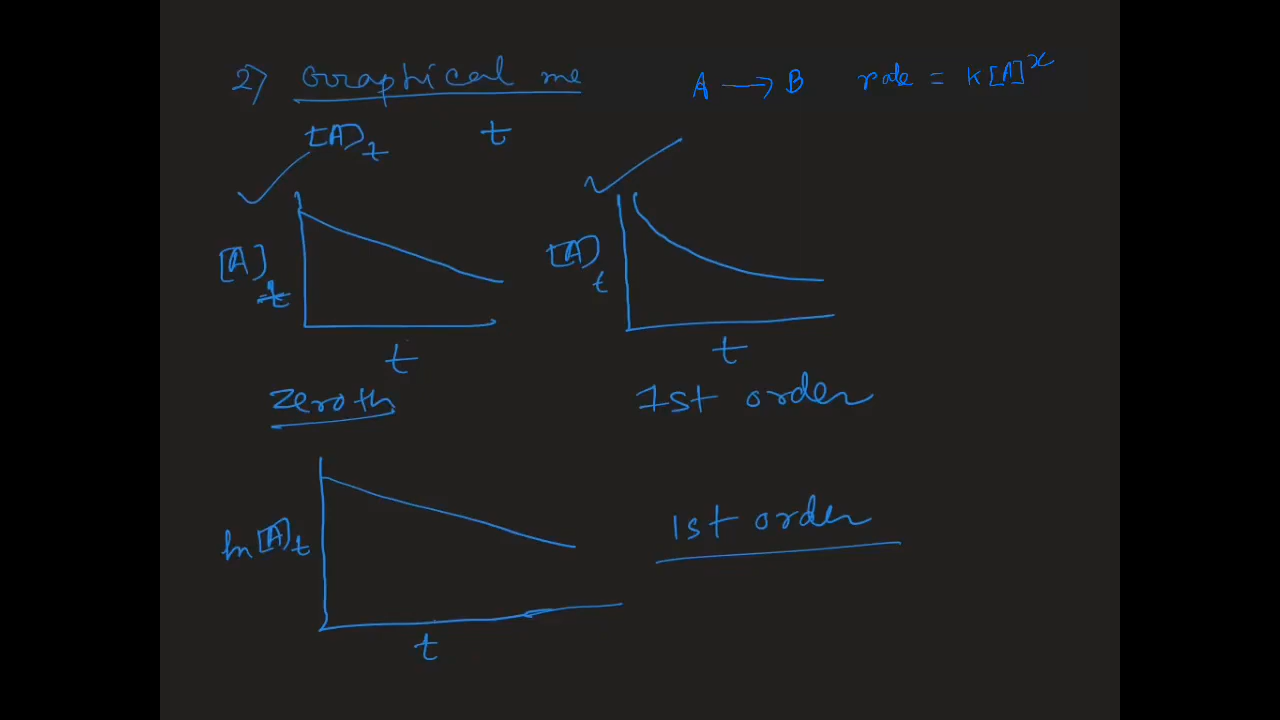 2) Graphical me
A → B rate = K[A]^x
[A]t t
[A]t
t
Zeroth
[A]t
t
1st order
ln [A]t
t
1st order